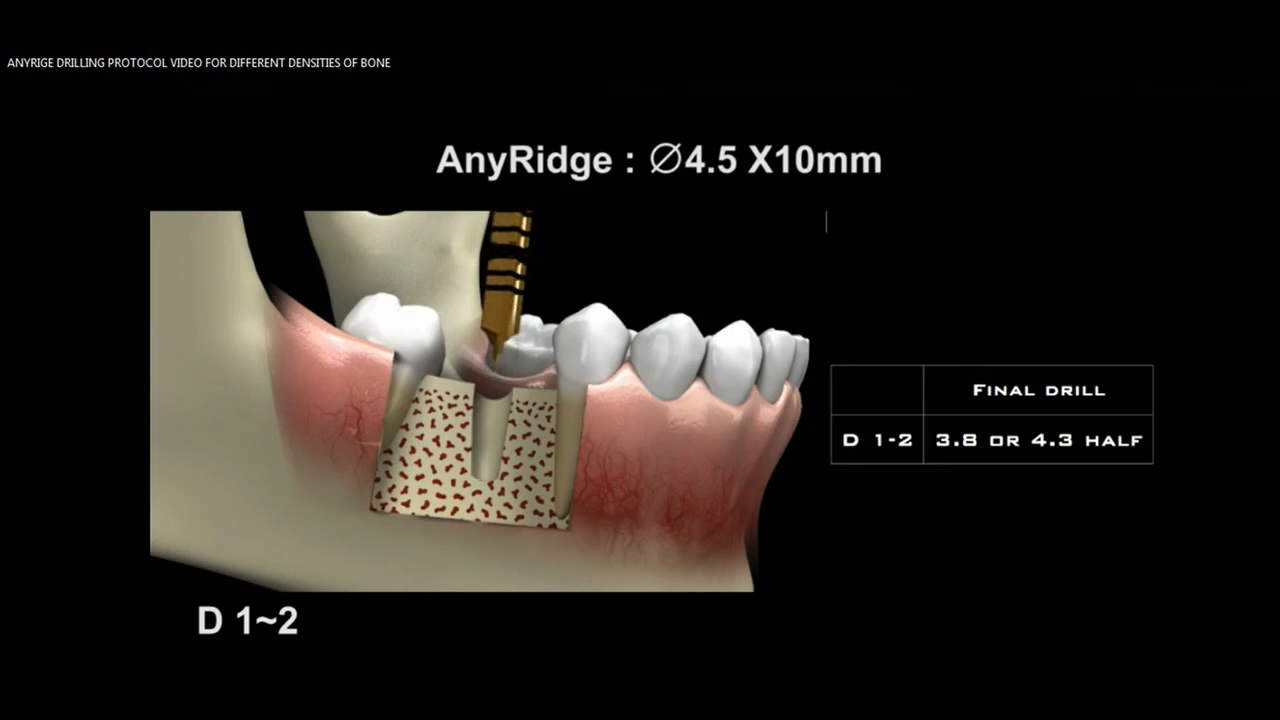 ANYRIGE DRILLING PROTOCOL VIDEO FOR DIFFERENT DENSITIES OF BONE
AnyRidge : Ø4.5 X10mm
FINAL DRILL
D 1-2 3.8 OR 4.3 HALF
D 1~2